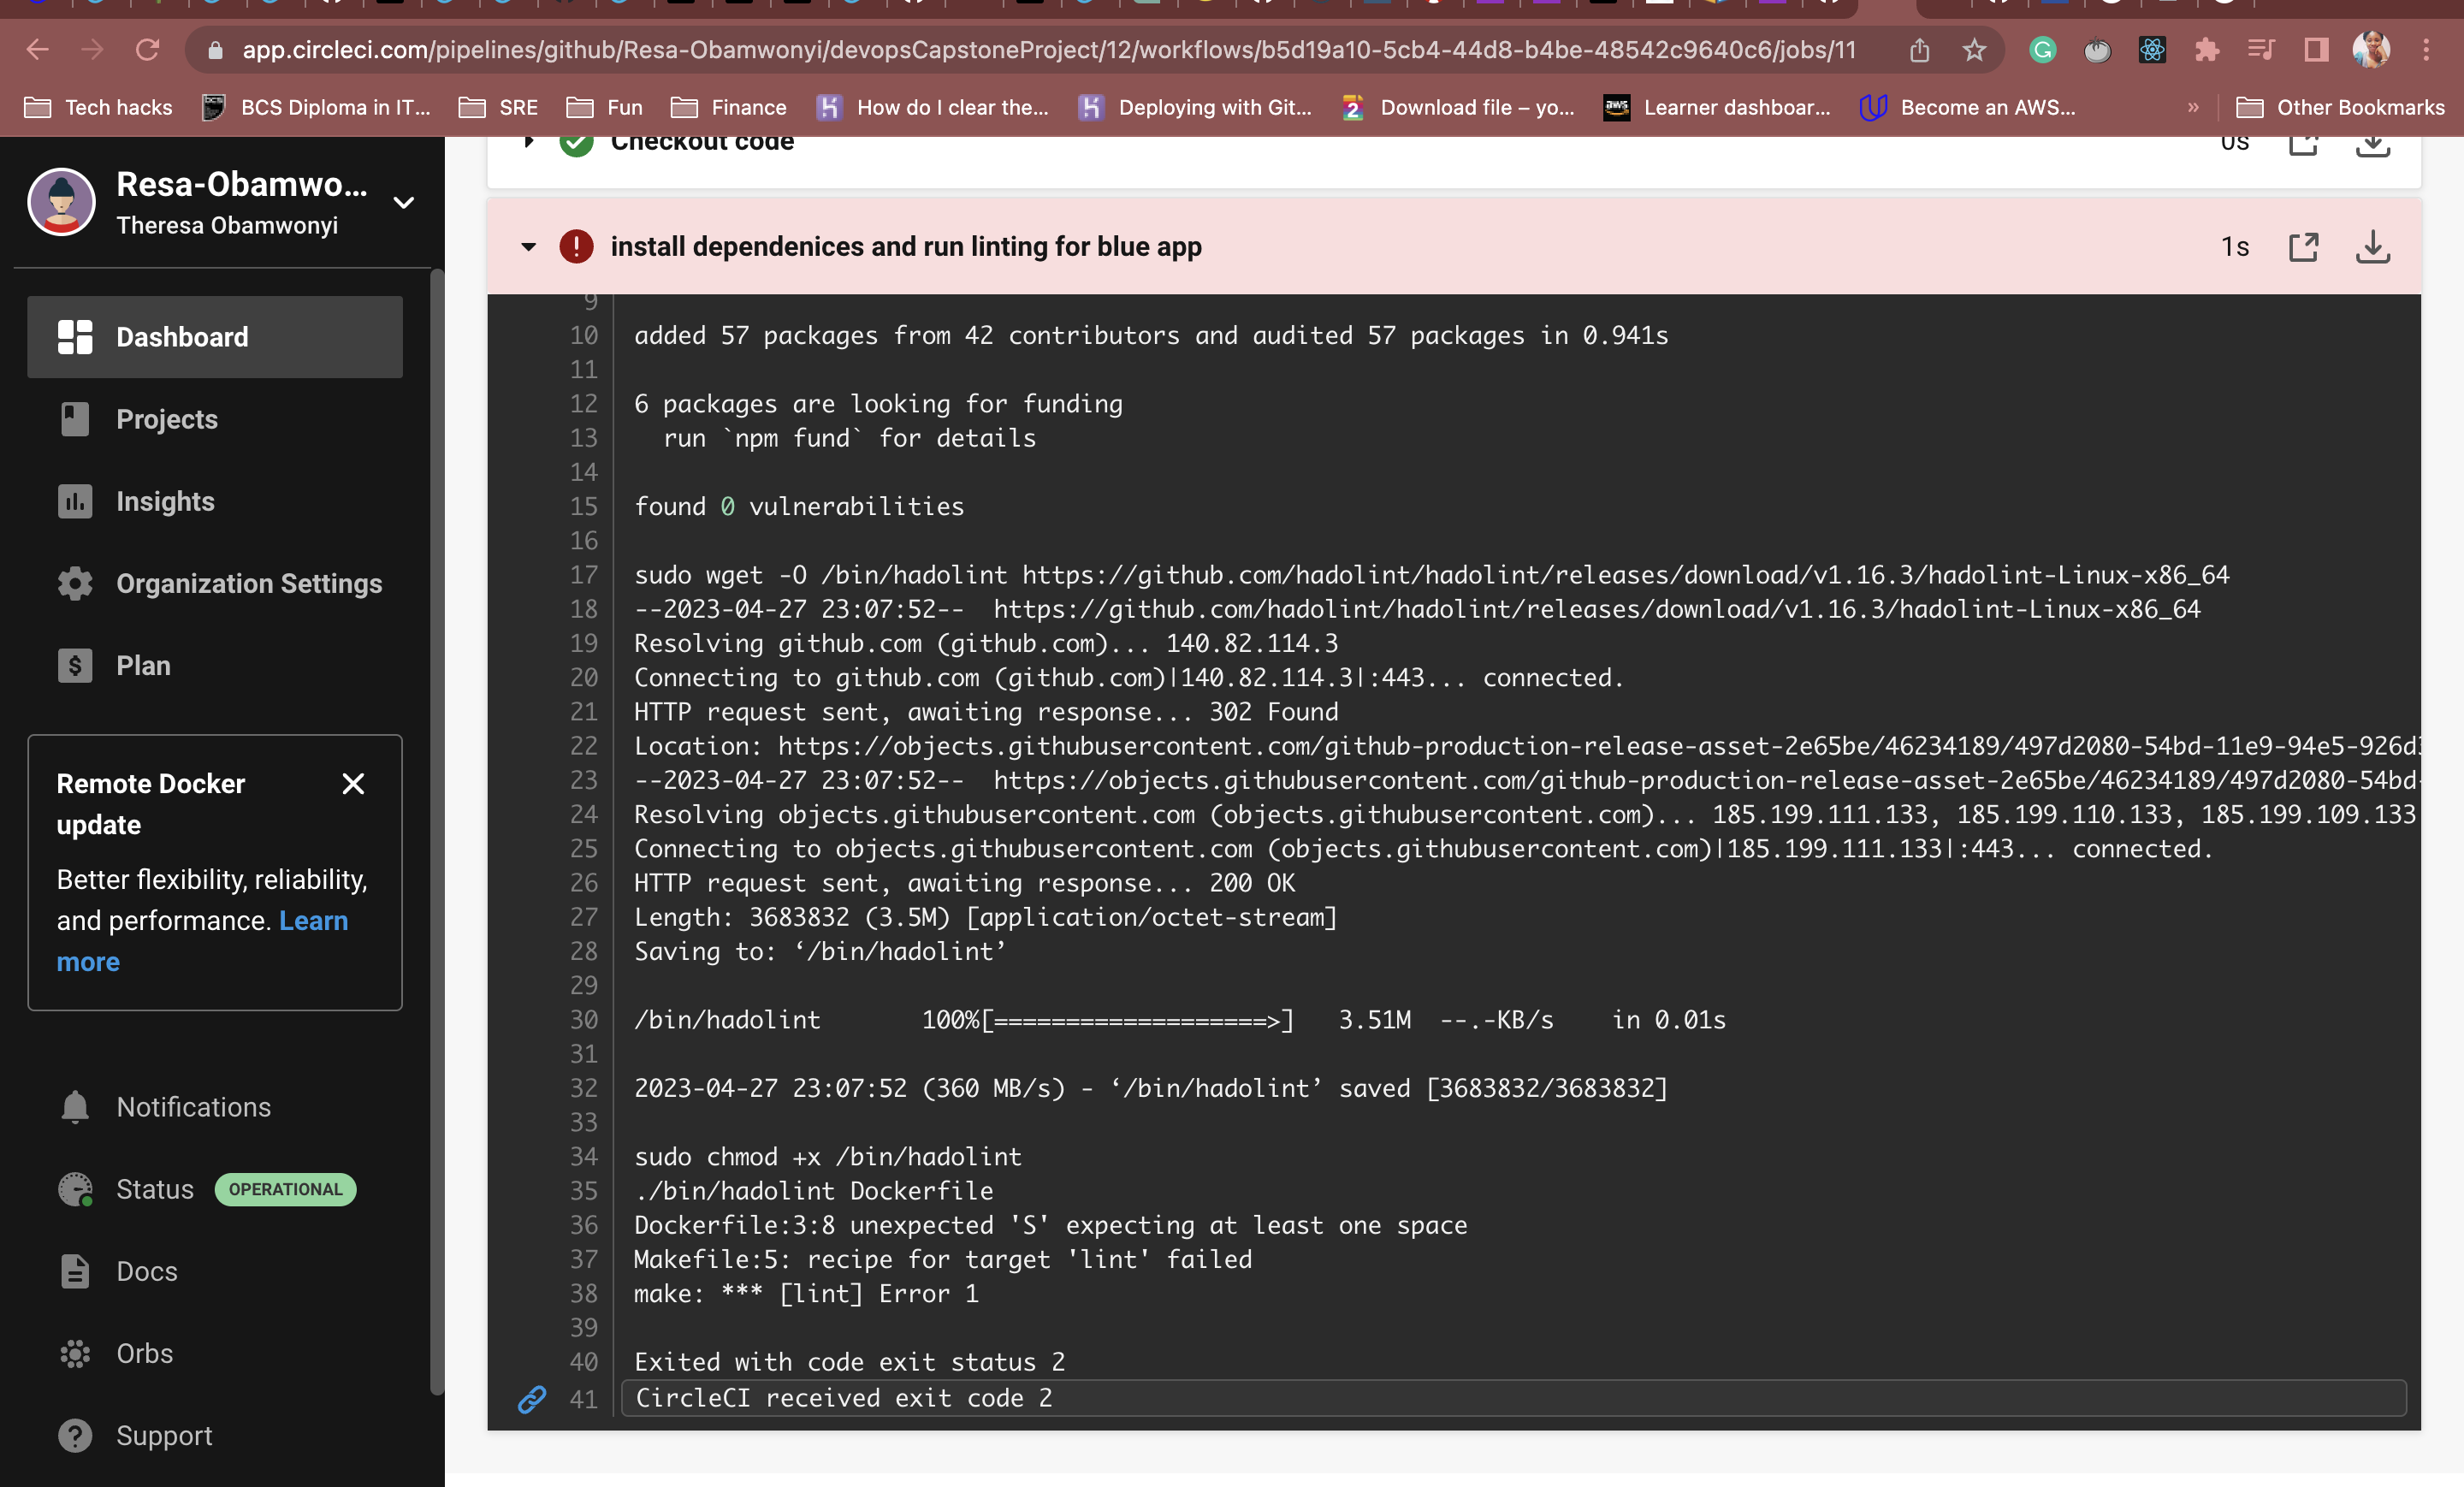 app.circleci.com/pipelines/github/Resa-Obamwonyi/devopsCapstoneProject/12/workflows/b5d19a10-5cb4-44d8-b4be-48542c9640c6/jobs/11
Tech hacks BCS Diploma in IT... SRE Fun Finance How do I clear the... Deploying with Git... Download file – yo... Learner dashboar... Become an AWS... » Other Bookmarks
Resa-Obamwo...
Theresa Obamwonyi
Dashboard
Projects
Insights
Organization Settings
Plan
Remote Docker
update
Better flexibility, reliability,
and performance. Learn
more
Notifications
Status OPERATIONAL
Docs
Orbs
Support
Checkout code 0s
install dependenices and run linting for blue app 1s
9
10 added 57 packages from 42 contributors and audited 57 packages in 0.941s
11
12 6 packages are looking for funding
13 run `npm fund` for details
14
15 found 0 vulnerabilities
16
17 sudo wget -O /bin/hadolint https://github.com/hadolint/hadolint/releases/download/v1.16.3/hadolint-Linux-x86_64
18 --2023-04-27 23:07:52-- https://github.com/hadolint/hadolint/releases/download/v1.16.3/hadolint-Linux-x86_64
19 Resolving github.com (github.com)... 140.82.114.3
20 Connecting to github.com (github.com)|140.82.114.3|:443... connected.
21 HTTP request sent, awaiting response... 302 Found
22 Location: https://objects.githubusercontent.com/github-production-release-asset-2e65be/46234189/497d2080-54bd-11e9-94e5-926d
23 --2023-04-27 23:07:52-- https://objects.githubusercontent.com/github-production-release-asset-2e65be/46234189/497d2080-54bd-
24 Resolving objects.githubusercontent.com (objects.githubusercontent.com)... 185.199.111.133, 185.199.110.133, 185.199.109.133
25 Connecting to objects.githubusercontent.com (objects.githubusercontent.com)|185.199.111.133|:443... connected.
26 HTTP request sent, awaiting response... 200 OK
27 Length: 3683832 (3.5M) [application/octet-stream]
28 Saving to: ‘/bin/hadolint’
29
30 /bin/hadolint 100%[===================>] 3.51M --.-KB/s in 0.01s
31
32 2023-04-27 23:07:52 (360 MB/s) - ‘/bin/hadolint’ saved [3683832/3683832]
33
34 sudo chmod +x /bin/hadolint
35 ./bin/hadolint Dockerfile
36 Dockerfile:3:8 unexpected 'S' expecting at least one space
37 Makefile:5: recipe for target 'lint' failed
38 make: *** [lint] Error 1
39
40 Exited with code exit status 2
41 CircleCI received exit code 2